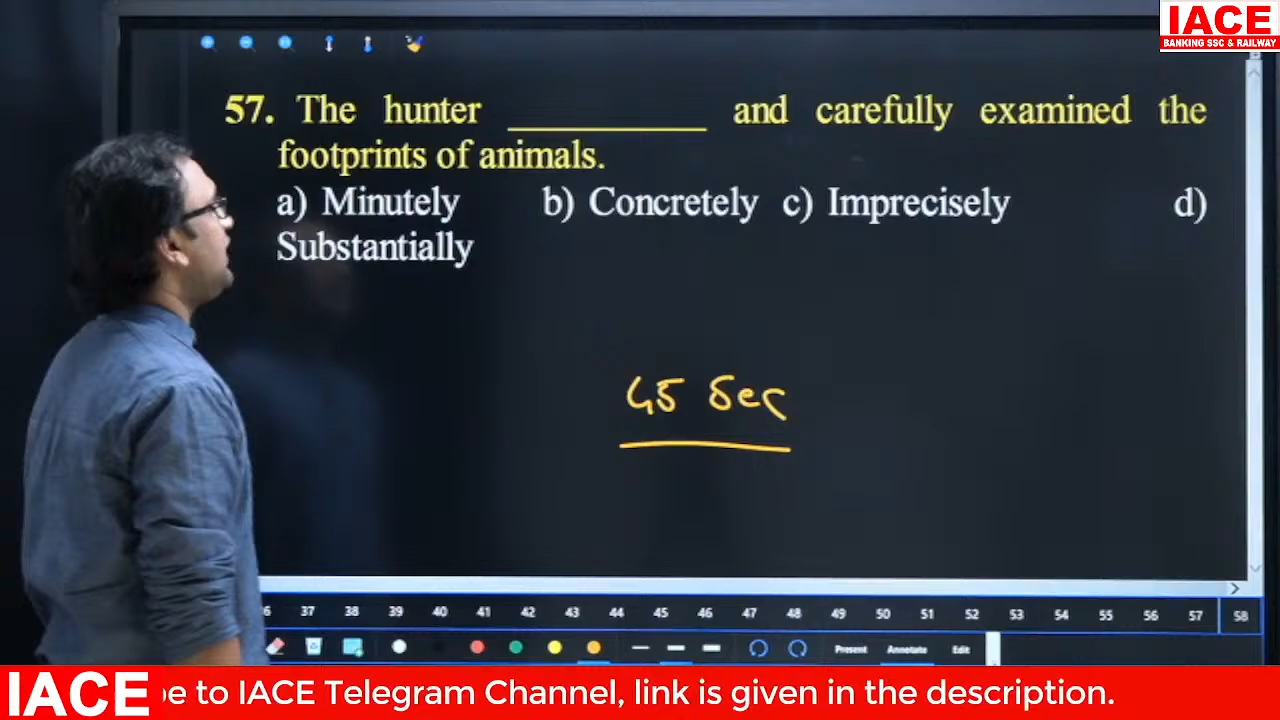 IACE
BANKING SSC & RAILWAY
57. The hunter __________ and carefully examined the
footprints of animals.
a) Minutely b) Concretely c) Imprecisely d)
Substantially
45 Sec
36 37 38 39 40 41 42 43 44 45 46 47 48 49 50 51 52 53 54 55 56 57 58
Present Annotate Edit
IACE be to IACE Telegram Channel, link is given in the description.